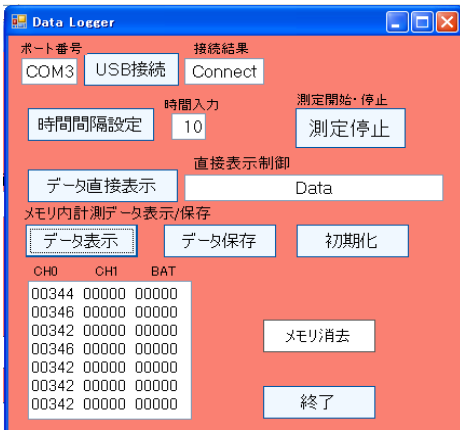 Data Logger
ポート番号 接続結果
COM3 USB接続 Connect
時間入力 測定開始・停止
時間間隔設定 10 測定停止
直接表示制御
データ直接表示 Data
メモリ内計測データ表示/保存
データ表示 データ保存 初期化
CH0 CH1 BAT
00344 00000 00000
00346 00000 00000
00342 00000 00000
00346 00000 00000
00342 00000 00000
00342 00000 00000
00342 00000 00000
メモリ消去
終了